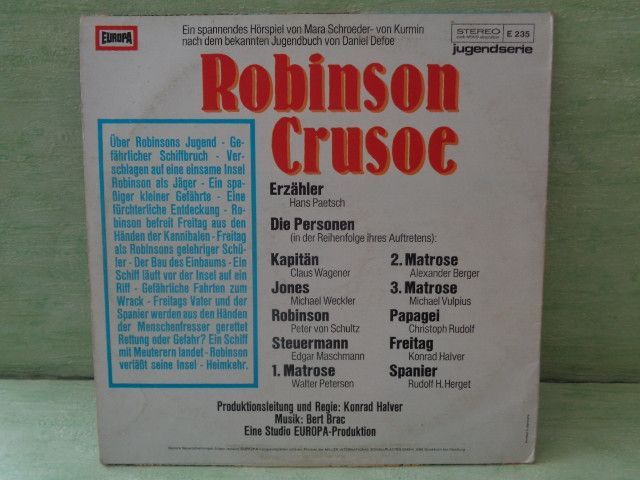 EUROPA
Ein spannendes Hörspiel von Mara Schroeder- von Kurmin
nach dem bekannten Jugendbuch von Daniel Defoe
STEREO
E 235
jugendserie
Robinson
Crusoe
Über Robinsons Jugend - Ge-
fährlicher Schiffbruch - Ver-
schlagen auf eine einsame Insel
Robinson als Jäger - Ein spa-
ßiger kleiner Gefährte - Eine
fürchterliche Entdeckung - Ro-
binson befreit Freitag aus den
Händen der Kannibalen - Freitag
als Robinsons gelehriger Schü-
ler - Der Bau des Einbaums - Ein
Schiff läuft vor der Insel auf ein
Riff - Gefährliche Fahrten zum
Wrack - Freitags Vater und der
Spanier werden aus den Händen
der Menschenfresser gerettet
Rettung oder Gefahr? Ein Schiff
mit Meuterern landet - Robinson
verläßt seine Insel - Heimkehr.
Erzähler
Hans Paetsch
Die Personen
(in der Reihenfolge ihres Auftretens):
Kapitän
Claus Wagener
Jones
Michael Weckler
Robinson
Peter von Schultz
Steuermann
Edgar Maschmann
1. Matrose
Walter Petersen
2. Matrose
Alexander Berger
3. Matrose
Michael Vulpius
Papagei
Christoph Rudolf
Freitag
Konrad Halver
Spanier
Rudolf H. Herget
Produktionsleitung und Regie: Konrad Halver
Musik: Bert Brac
Eine Studio EUROPA-Produktion